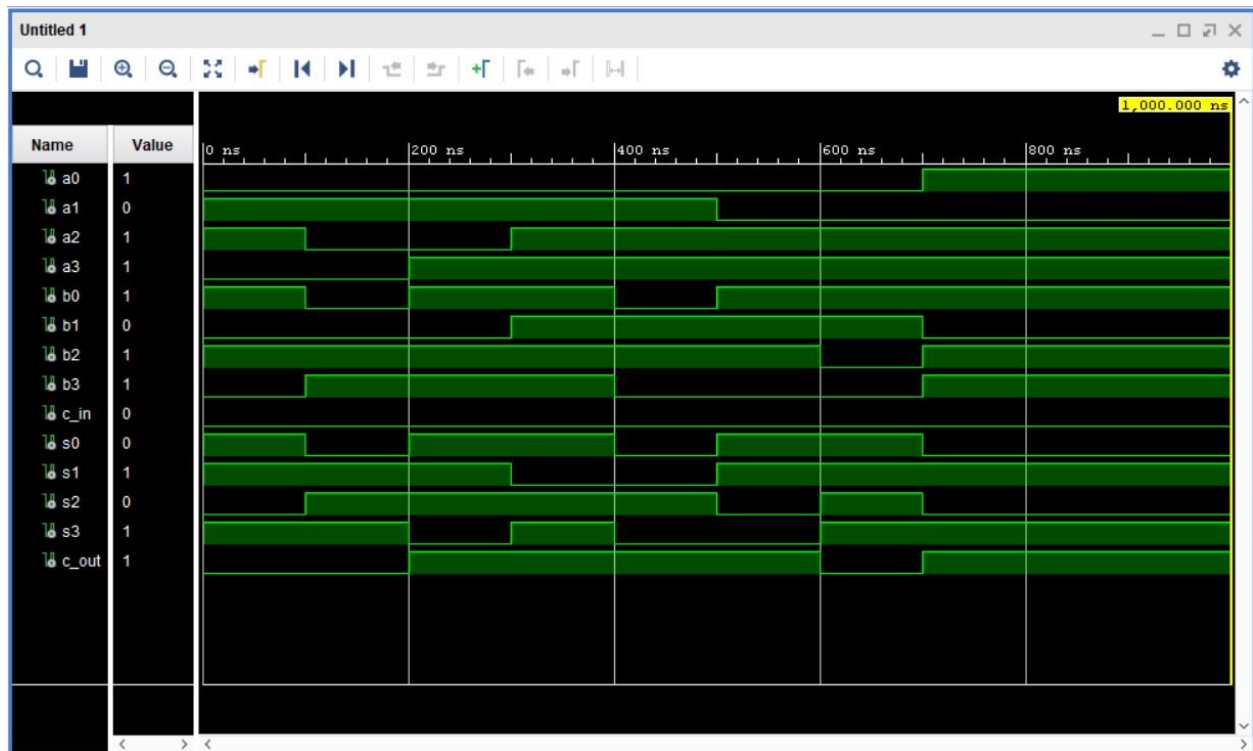 Untitled 1
1,000.000 ns
Name Value
0 ns 200 ns 400 ns 600 ns 800 ns
a0 1
a1 0
a2 1
a3 1
b0 1
b1 0
b2 1
b3 1
c_in 0
s0 0
s1 1
s2 0
s3 1
c_out 1